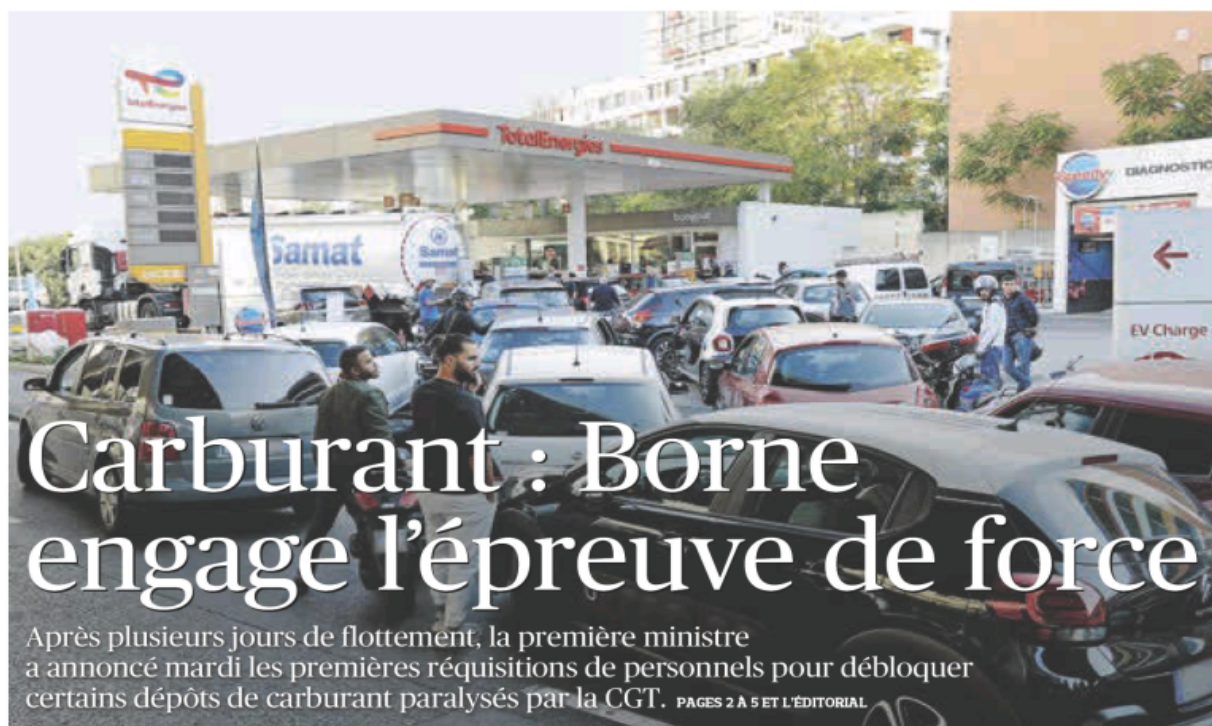 TotalEnergies
TotalEnergies
DIAGNOSTIC
bonjour
Samat
Samat
EV Charge
Carburant : Borne
engage l'épreuve de force
Après plusieurs jours de flottement, la première ministre
a annoncé mardi les premières réquisitions de personnels pour débloquer
certains dépôts de carburant paralysés par la CGT. PAGES 2 À 5 ET L'ÉDITORIAL